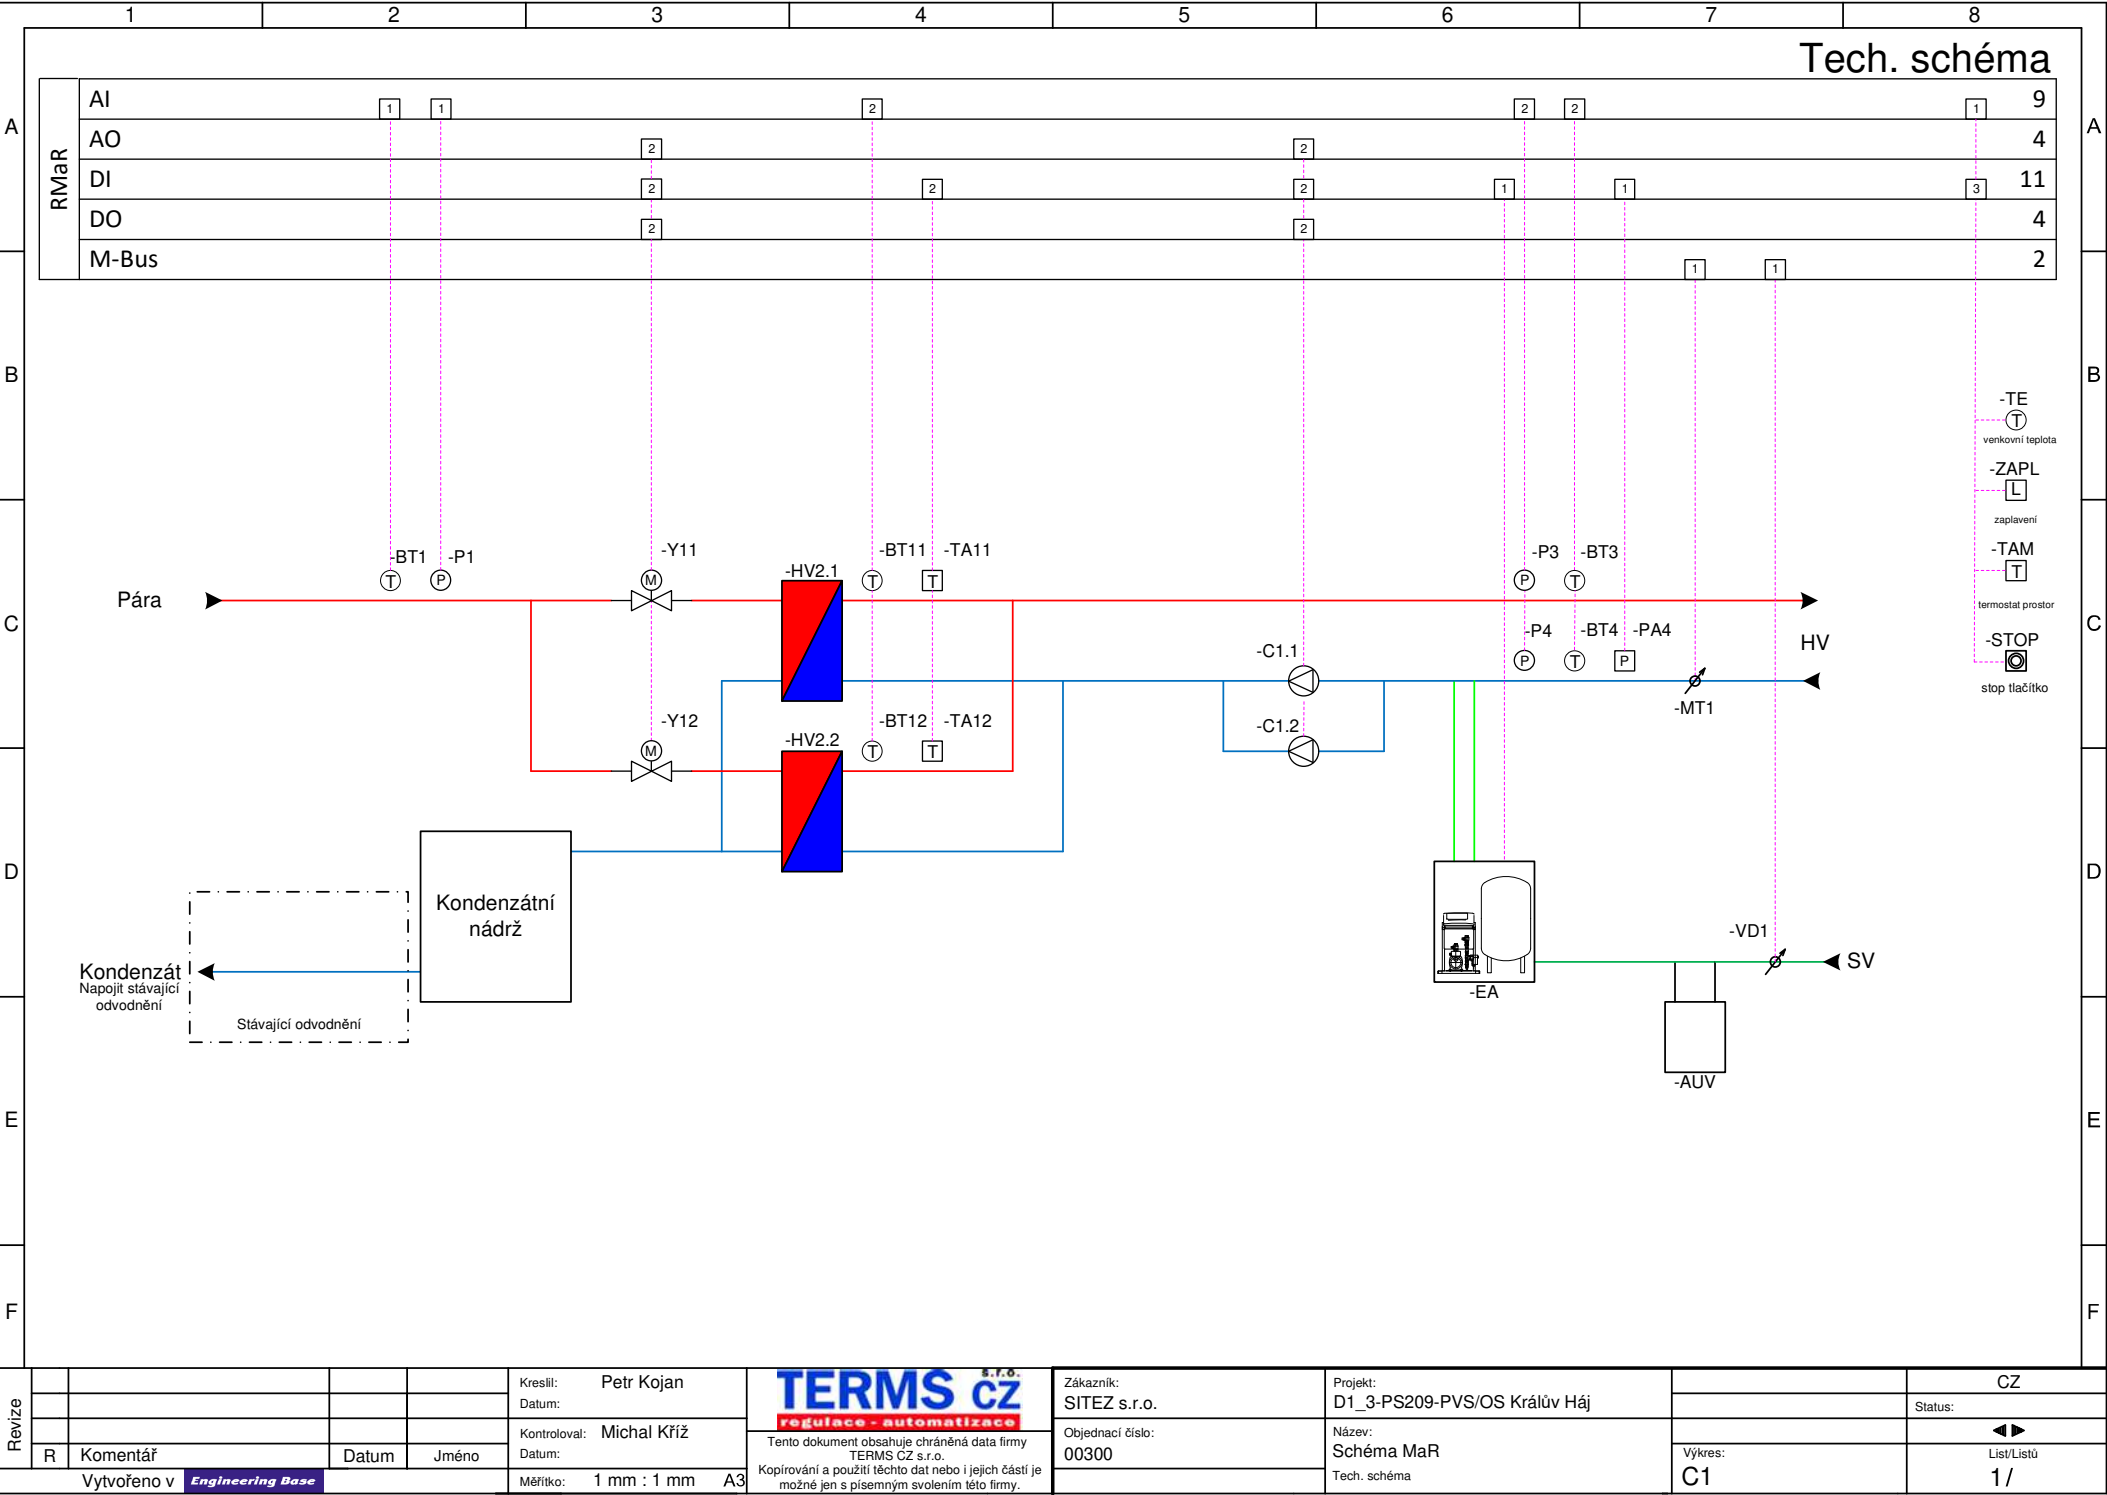 1 2 3 4 5 6 7 8
Tech. schéma
RMaR
AI 1 1 2 2 2 1 9
AO 2 2 4
DI 2 2 2 1 1 3 11
DO 2 2 4
M-Bus 1 1 2
A A
B B
C C
D D
E E
F F
-TE
T
venkovní teplota
-ZAPL
L
zaplavení
-TAM
T
termostat prostor
-STOP
stop tlačítko
-BT1 -P1 -Y11 -BT11 -TA11 -P3 -BT3
T P M -HV2.1 T T P T
Pára
-P4 -BT4 -PA4
P T P
HV
-C1.1
-MT1
-C1.2
-Y12 -BT12 -TA12
M -HV2.2 T T
Kondenzátní
nádrž
-VD1
SV
Kondenzát
Napojit stávající
odvodnění
Stávající odvodnění
-EA
-AUV
Revize
R Komentář Datum Jméno
Vytvořeno v Engineering Base
Kreslil: Petr Kojan
Datum:
Kontroloval: Michal Kříž
Datum:
Měřítko: 1 mm : 1 mm A3
TERMS CZ s.r.o.
regulace - automatizace
Tento dokument obsahuje chráněná data firmy
TERMS CZ s.r.o.
Kopírování a použití těchto dat nebo i jejich částí je
možné jen s písemným svolením této firmy.
Zákazník:
SITEZ s.r.o.
Objednací číslo:
00300
Projekt:
D1_3-PS209-PVS/OS Králův Háj
Název:
Schéma MaR
Tech. schéma
Výkres:
C1
CZ
Status:
List/Listů
1/